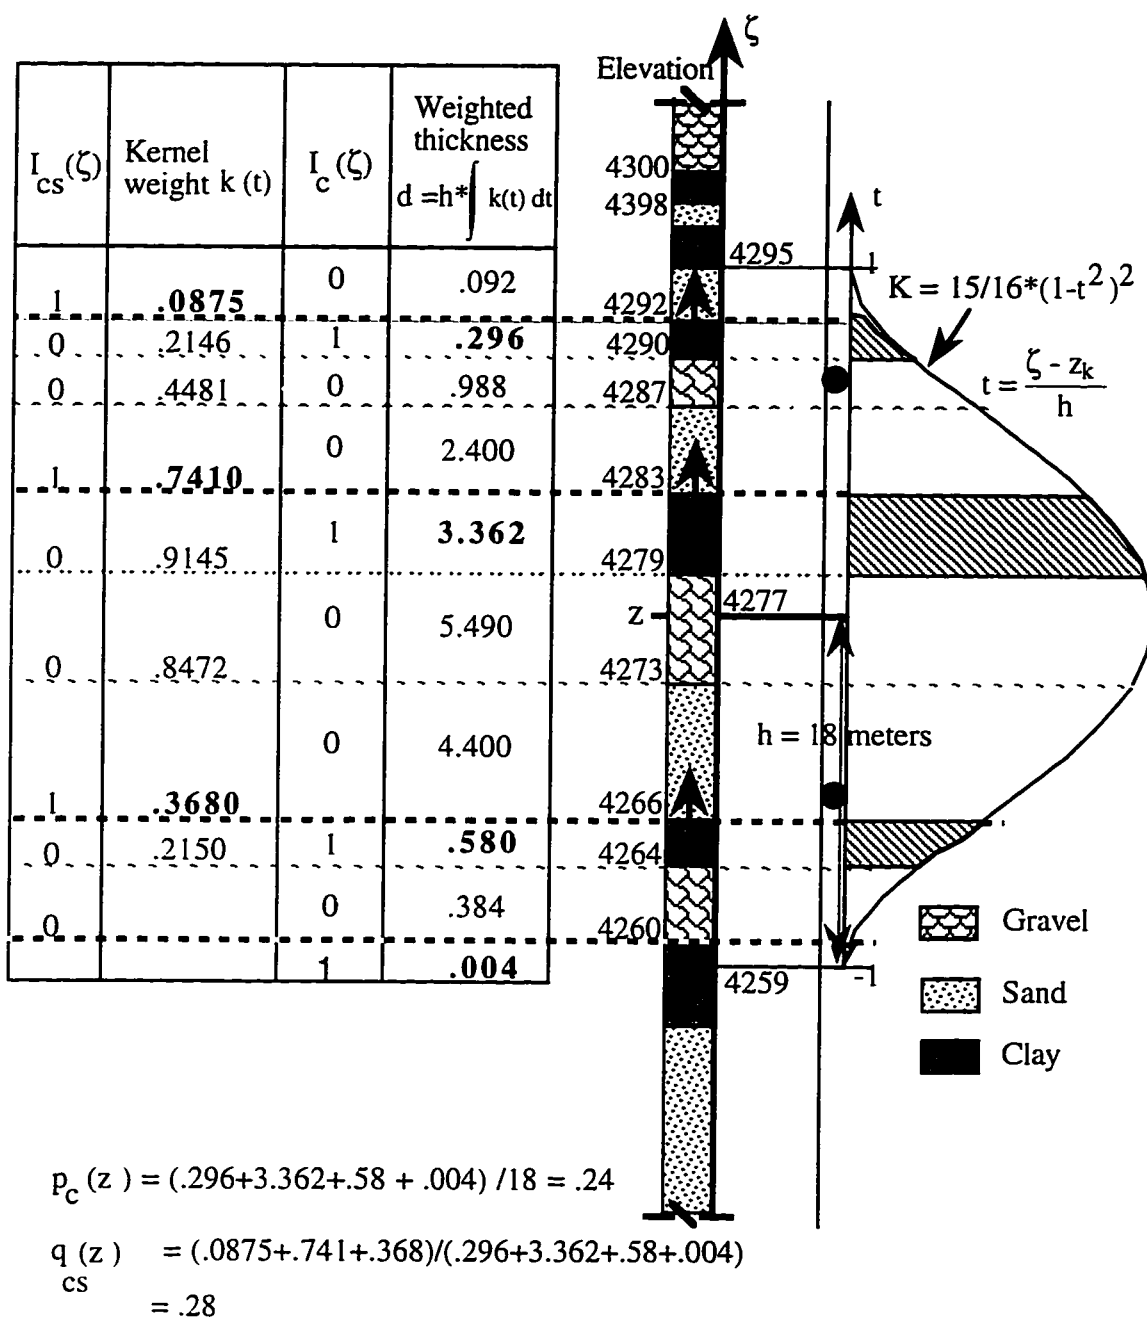 I_cs(ζ) Kernel weight k (t) I_c(ζ) Weighted thickness d =h*∫ k(t) dt
0 .092
1 .0875
0 .2146 1 .296
0 .4481 0 .988
0 2.400
1 .7410
1 3.362
0 .9145
0 5.490
0 .8472
0 4.400
1 .3680
0 .2150 1 .580
0 .384
0
1 .004
ζ
Elevation
4300
4398
4292
4290
4287
4283
4279
z
4273
4266
4264
4260
4295
4277
4259
t
1
-1
K = 15/16*(1-t²)²
t = (ζ - z_k)/h
h = 18 meters
Gravel
Sand
Clay
p_c (z ) = (.296+3.362+.58 + .004) /18 = .24
q_cs (z ) = (.0875+.741+.368)/(.296+3.362+.58+.004)
= .28